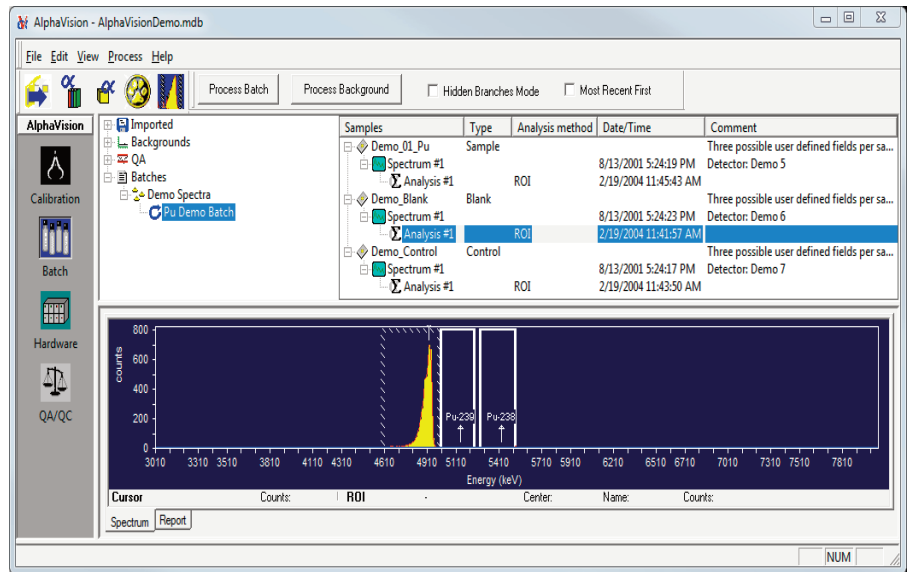 AlphaVision - AlphaVisionDemo.mdb
File Edit View Process Help
Process Batch Process Background Hidden Branches Mode Most Recent First
AlphaVision
Calibration
Batch
Hardware
QA/QC
Imported
Backgrounds
QA
Batches
Demo Spectra
Pu Demo Batch
Samples Type Analysis method Date/Time Comment
Demo_01_Pu Sample Three possible user defined fields per sa...
Spectrum #1 8/13/2001 5:24:19 PM Detector: Demo 5
Analysis #1 ROI 2/19/2004 11:45:43 AM
Demo_Blank Blank Three possible user defined fields per sa...
Spectrum #1 8/13/2001 5:24:23 PM Detector: Demo 6
Analysis #1 ROI 2/19/2004 11:41:57 AM
Demo_Control Control Three possible user defined fields per sa...
Spectrum #1 8/13/2001 5:24:17 PM Detector: Demo 7
Analysis #1 ROI 2/19/2004 11:43:50 AM
counts
800
600
400
200
0
Pu-239 Pu-238
3010 3310 3510 3810 4110 4310 4610 4910 5110 5410 5710 5910 6210 6510 6710 7010 7310 7510 7810
Energy (keV)
Cursor Counts: ROI - Center: Name: Counts:
Spectrum Report
NUM